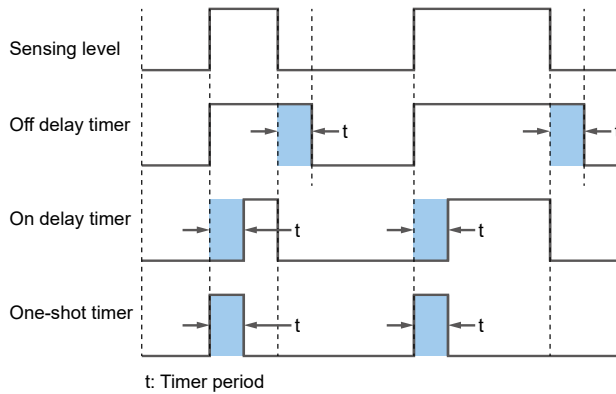 Sensing level
Off delay timer
t
t
On delay timer
t
t
One-shot timer
t
t
t: Timer period